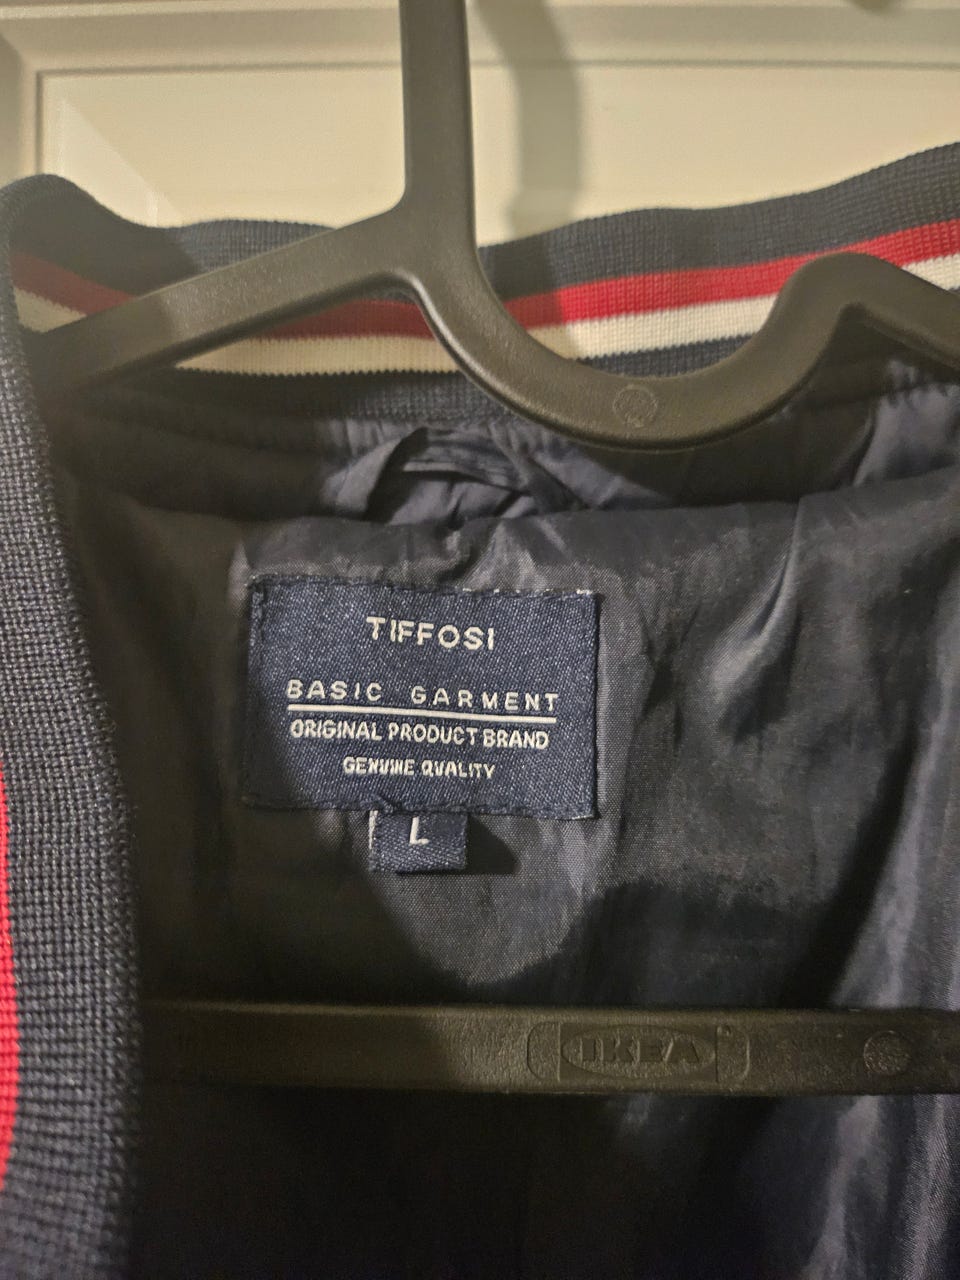 TIFFOSI
BASIC GARMENT
ORIGINAL PRODUCT BRAND
GENUINE QUALITY
L
IKEA